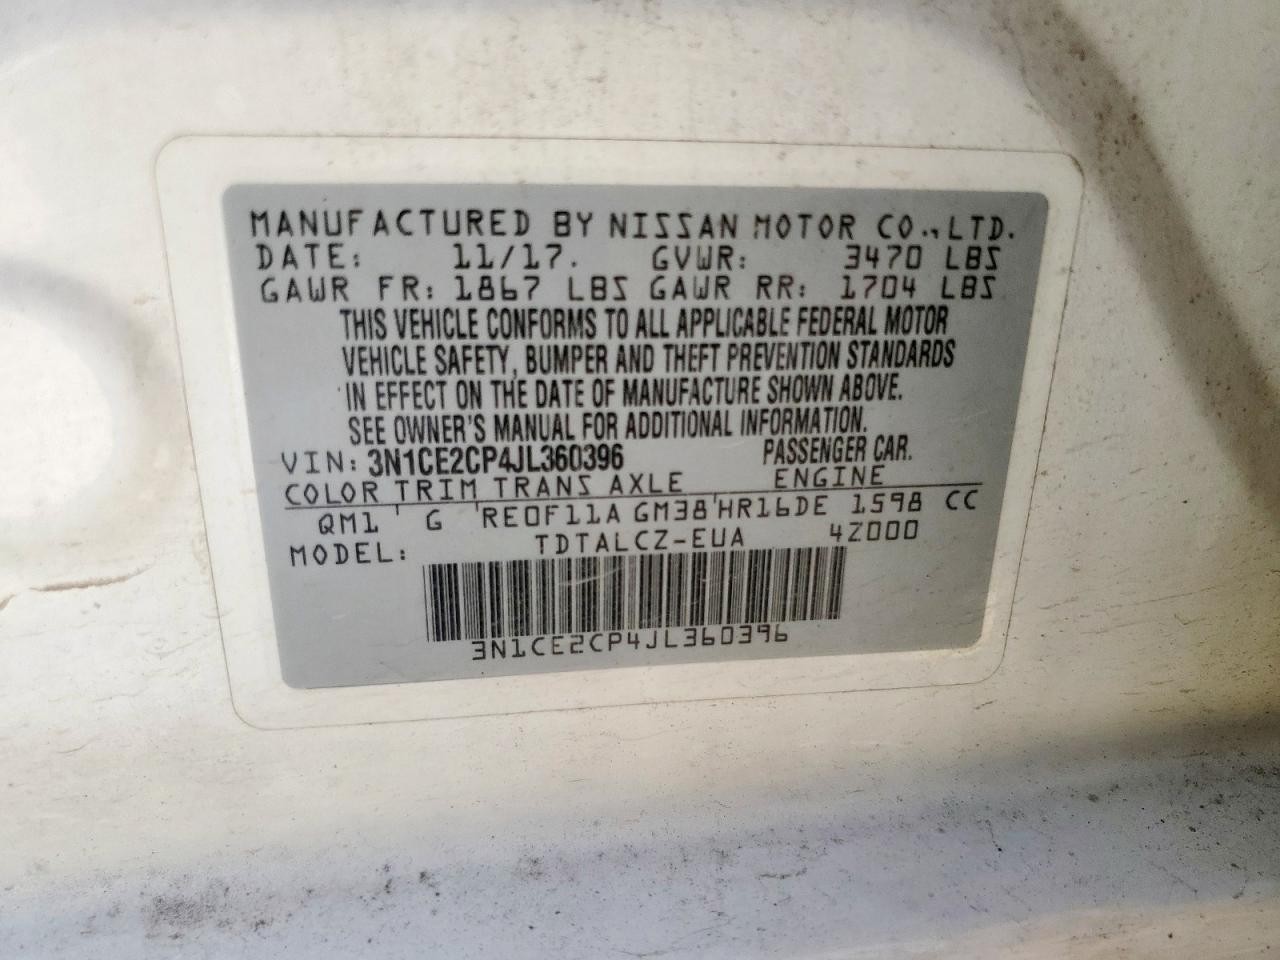 MANUFACTURED BY NISSAN MOTOR CO., LTD.
DATE: 11/17. GVWR: 3470 LBS
GAWR FR: 1867 LBS GAWR RR: 1704 LBS
THIS VEHICLE CONFORMS TO ALL APPLICABLE FEDERAL MOTOR
VEHICLE SAFETY, BUMPER AND THEFT PREVENTION STANDARDS
IN EFFECT ON THE DATE OF MANUFACTURE SHOWN ABOVE.
SEE OWNER'S MANUAL FOR ADDITIONAL INFORMATION.
VIN: 3N1CE2CP4JL360396 PASSENGER CAR.
COLOR TRIM TRANS AXLE ENGINE
QM1 ' G 'RE0F11A GM38'HR16DE 1598 CC
MODEL: TDTALCZ-EUA 4Z000
3N1CE2CP4JL360396